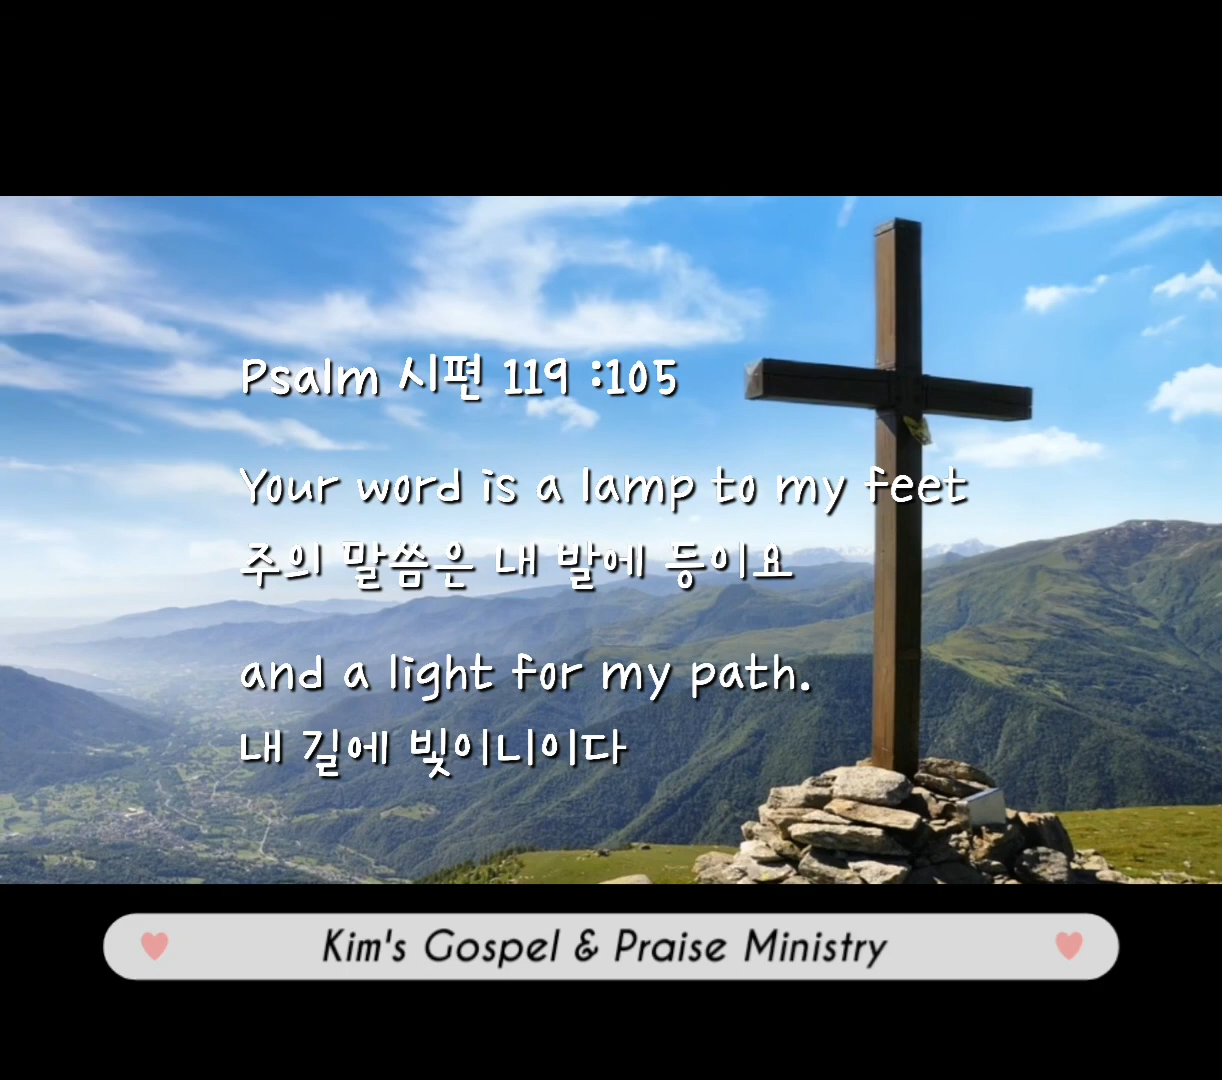 Psalm 시편 119 :105
Your word is a lamp to my feet
주의 말씀은 내 발에 등이요
and a light for my path.
내 길에 빛이니이다
Kim's Gospel & Praise Ministry